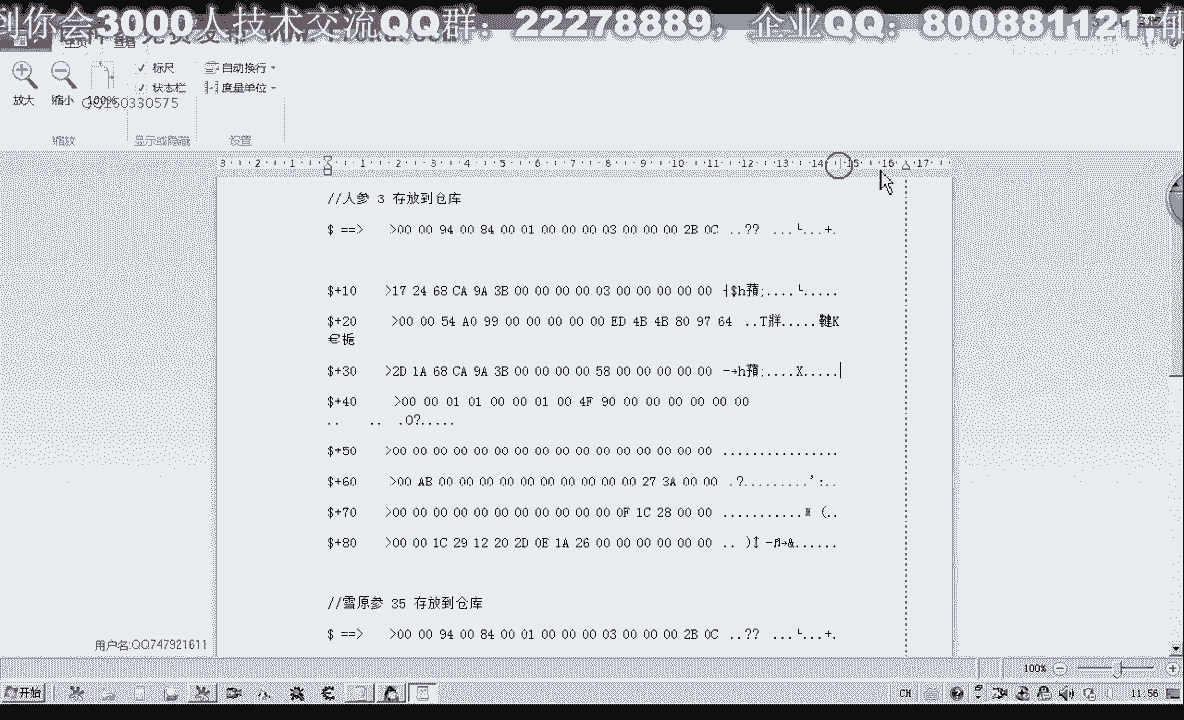 到你会3000人技术交流QQ群：22278889，企业QQ：800881121
主页 查看
标尺 自动换行
状态栏 度量单位
放大 缩小 100%
QQ150330575
缩放 显示或隐藏 设置
3 2 1 1 2 3 4 5 6 7 8 9 10 11 12 13 14 15 16 17
//人参 3 存放到仓库
$ ==> >00 00 94 00 84 00 01 00 00 00 03 00 00 00 2B 0C ..?? ...└...+.
$+10 >17 24 68 CA 9A 3B 00 00 00 00 03 00 00 00 00 00 ┤$h殰;....└.....
$+20 >00 00 54 A0 99 00 00 00 00 00 ED 4B 4B 80 97 64 ..T牂.....韐K
€梔
$+30 >2D 1A 68 CA 9A 3B 00 00 00 00 58 00 00 00 00 00 -→h殰;....X.....
$+40 >00 00 01 01 00 00 01 00 4F 90 00 00 00 00 00 00
.. .. .O?.....
$+50 >00 00 00 00 00 00 00 00 00 00 00 00 00 00 00 00 ................
$+60 >00 AB 00 00 00 00 00 00 00 00 00 00 27 3A 00 00 .?.........':..
$+70 >00 00 00 00 00 00 00 00 00 00 00 0F 1C 28 00 00 ...........¤ (..
$+80 >00 00 1C 29 12 20 2D 0E 1A 26 00 00 00 00 00 00 .. )↕ -♬→&......
//雪原参 35 存放到仓库
$ ==> >00 00 94 00 84 00 01 00 00 00 03 00 00 00 2B 0C ..?? ...└...+.
用户名:QQ747921611
100%
开始 CH 11:56